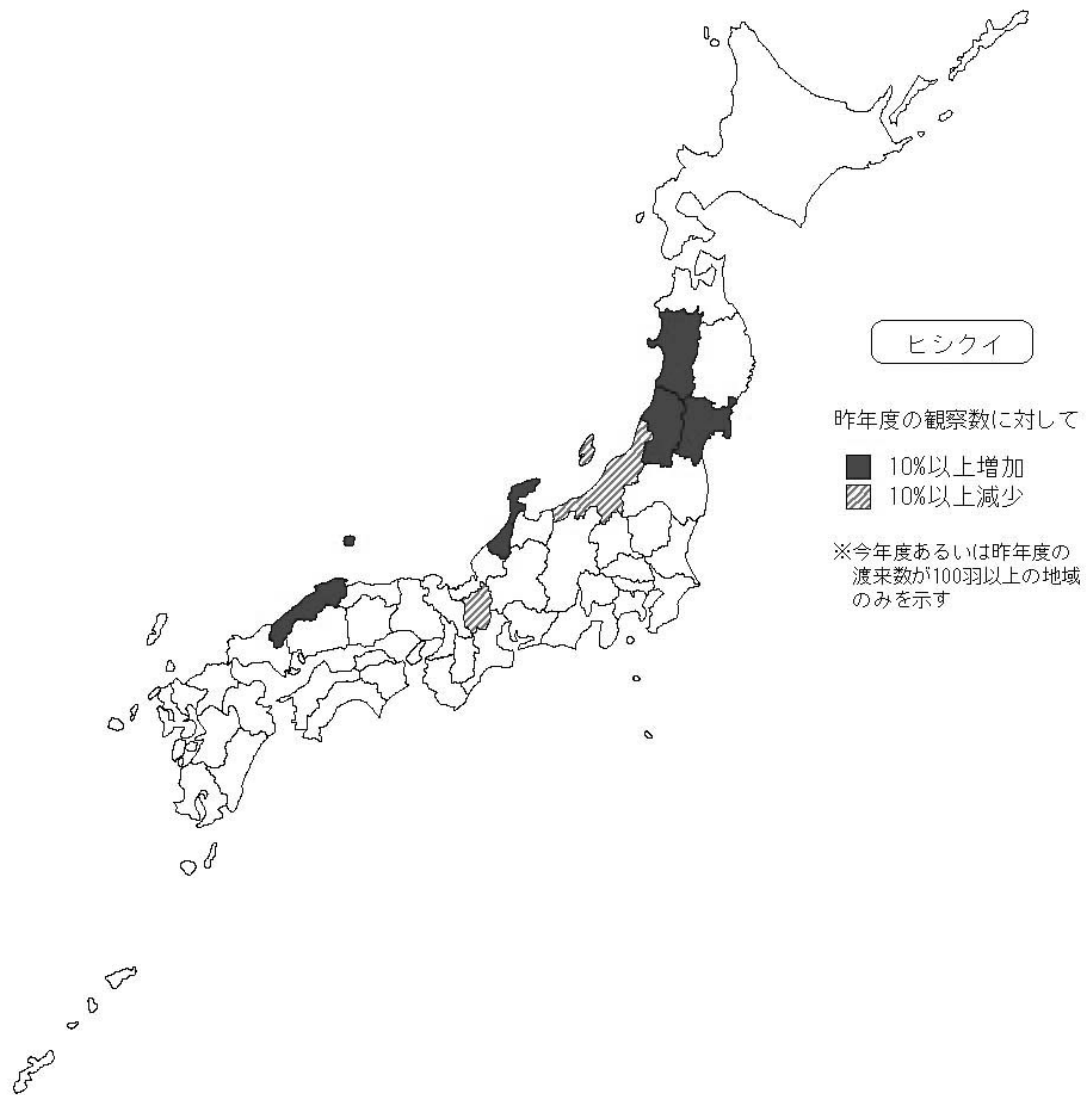 ヒシクイ
昨年度の観察数に対して
10%以上増加
10%以上減少
※今年度あるいは昨年度の
渡来数が100羽以上の地域
のみを示す